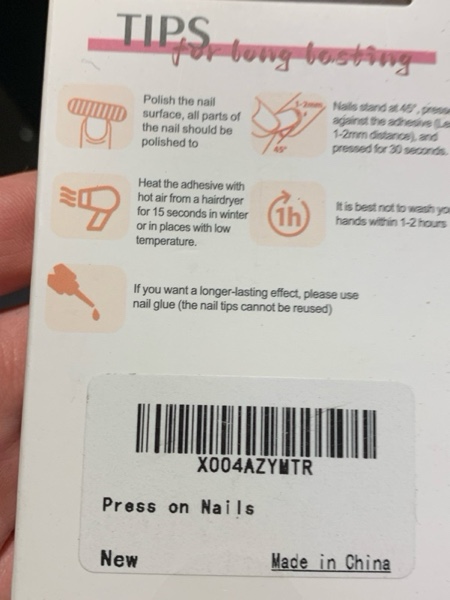 TIPS
for long lasting
Polish the nail
surface, all parts of
the nail should be
polished to
1-2mm
45°
Nails stand at 45°, press
against the adhesive (Le
1-2mm distance), and
pressed for 30 seconds.
Heat the adhesive with
hot air from a hairdryer
for 15 seconds in winter
or in places with low
temperature.
1h
It is best not to wash yo
hands within 1-2 hours
If you want a longer-lasting effect, please use
nail glue (the nail tips cannot be reused)
X004AZYMTR
Press on Nails
New
Made in China